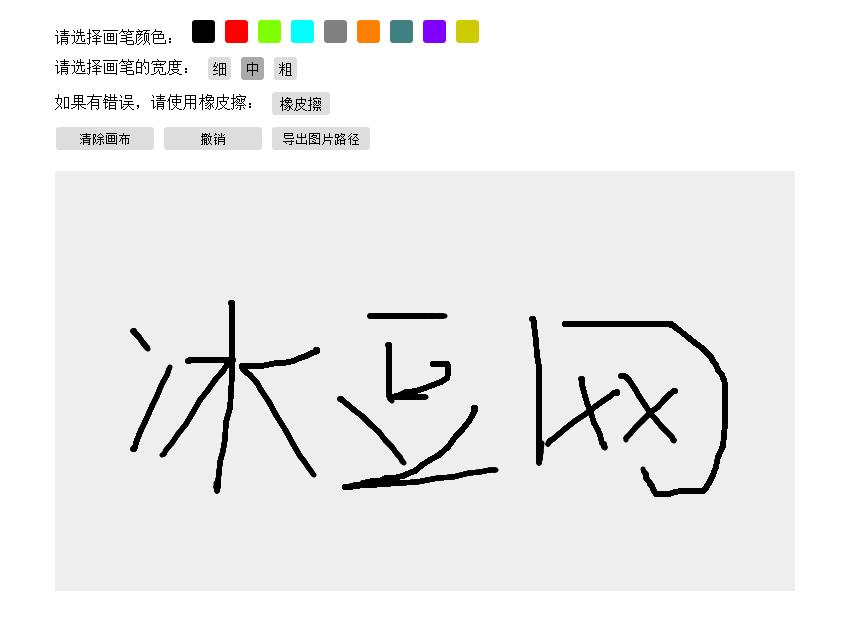 请选择画笔颜色：
请选择画笔的宽度： 细 中 粗
如果有错误，请使用橡皮擦： 橡皮擦
清除画布 撤销 导出图片路径
冰豆网